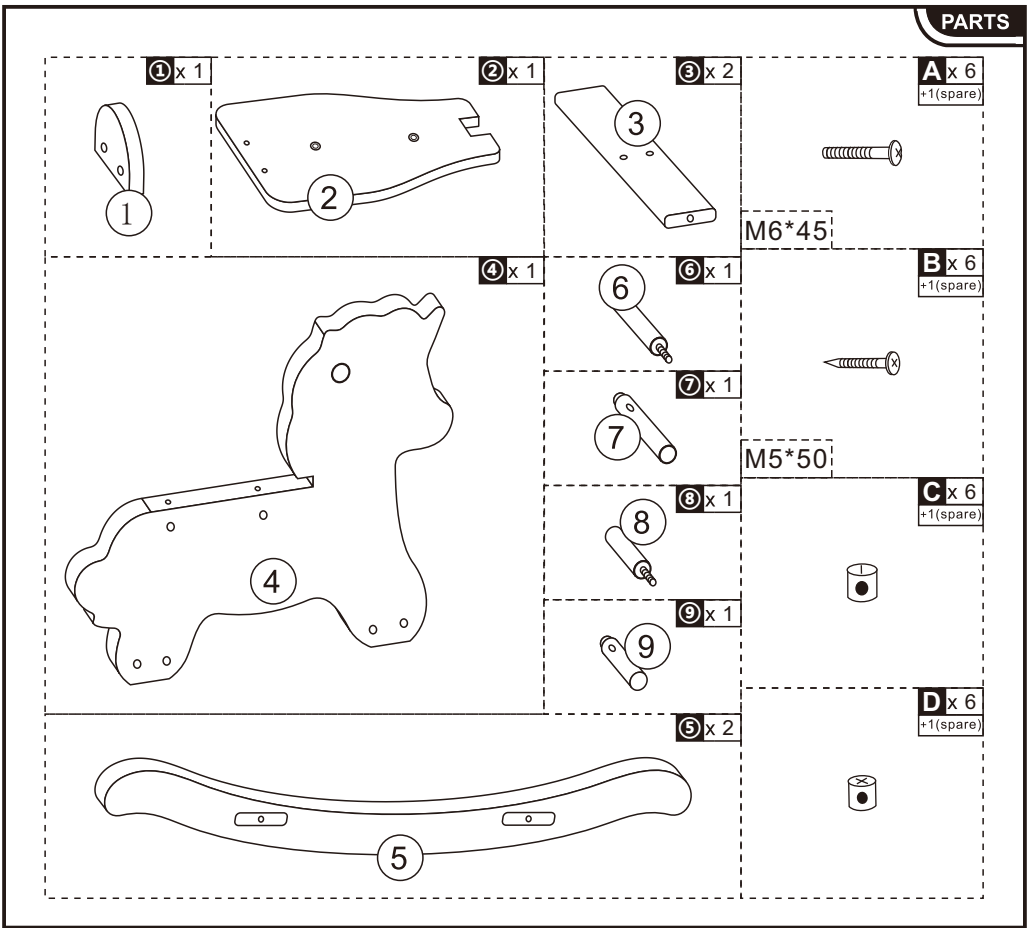 PARTS
① x 1
② x 1
③ x 2
A x 6
+1(spare)
1
2
3
M6*45
④ x 1
⑥ x 1
B x 6
+1(spare)
6
⑦ x 1
7
M5*50
⑧ x 1
C x 6
+1(spare)
8
4
⑨ x 1
9
D x 6
+1(spare)
⑤ x 2
5